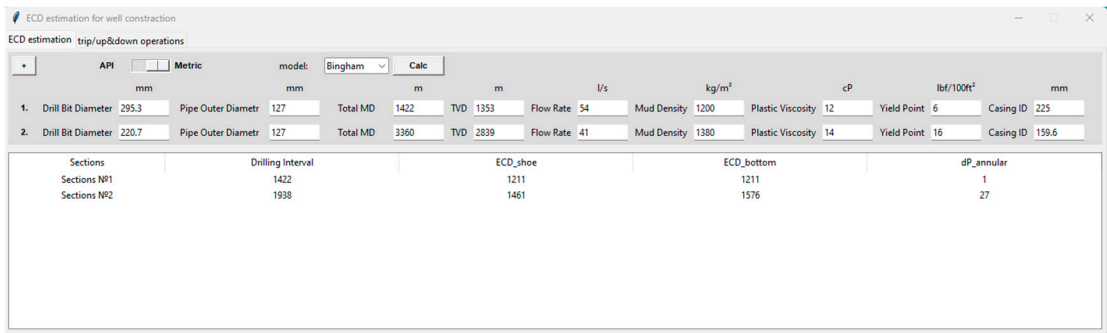 ECD estimation for well constraction
ECD estimation trip/up&down operations
+ API Metric model: Bingham Calc
mm mm m m l/s kg/m³ cP lbf/100ft² mm
1. Drill Bit Diameter 295.3 Pipe Outer Diametr 127 Total MD 1422 TVD 1353 Flow Rate 54 Mud Density 1200 Plastic Viscosity 12 Yield Point 6 Casing ID 225
2. Drill Bit Diameter 220.7 Pipe Outer Diametr 127 Total MD 3360 TVD 2839 Flow Rate 41 Mud Density 1380 Plastic Viscosity 14 Yield Point 16 Casing ID 159.6
Sections Drilling Interval ECD_shoe ECD_bottom dP_annular
Sections №1 1422 1211 1211 1
Sections №2 1938 1461 1576 27